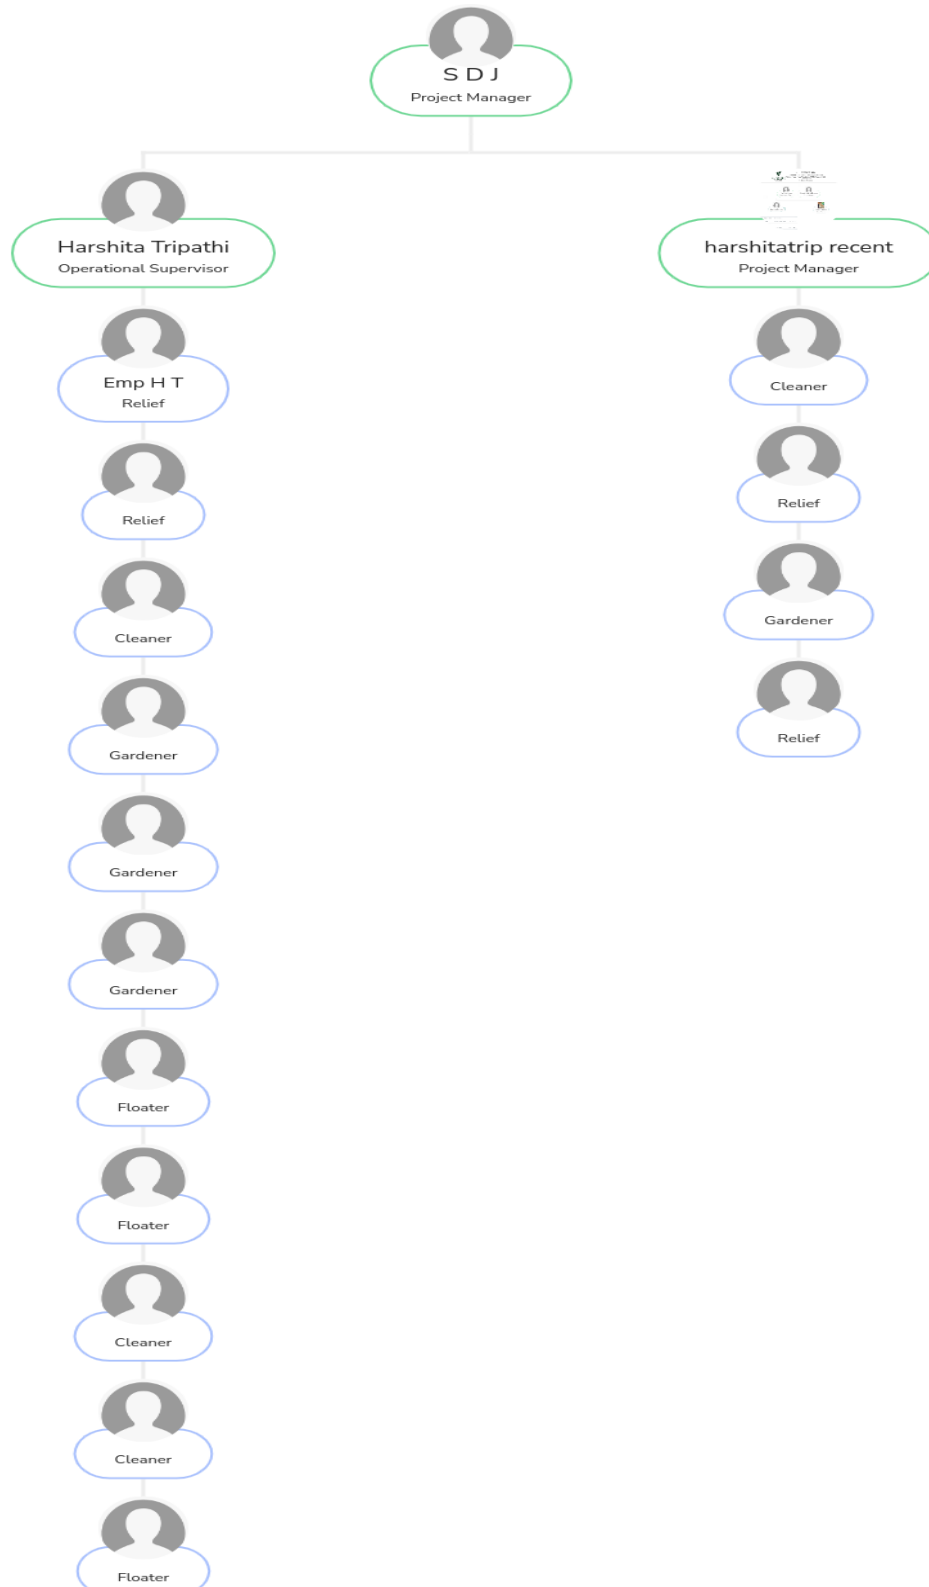 S D J
Project Manager
Harshita Tripathi
Operational Supervisor
harshitatrip recent
Project Manager
Emp H T
Relief
Relief
Cleaner
Gardener
Gardener
Gardener
Floater
Floater
Cleaner
Cleaner
Floater
Cleaner
Relief
Gardener
Relief